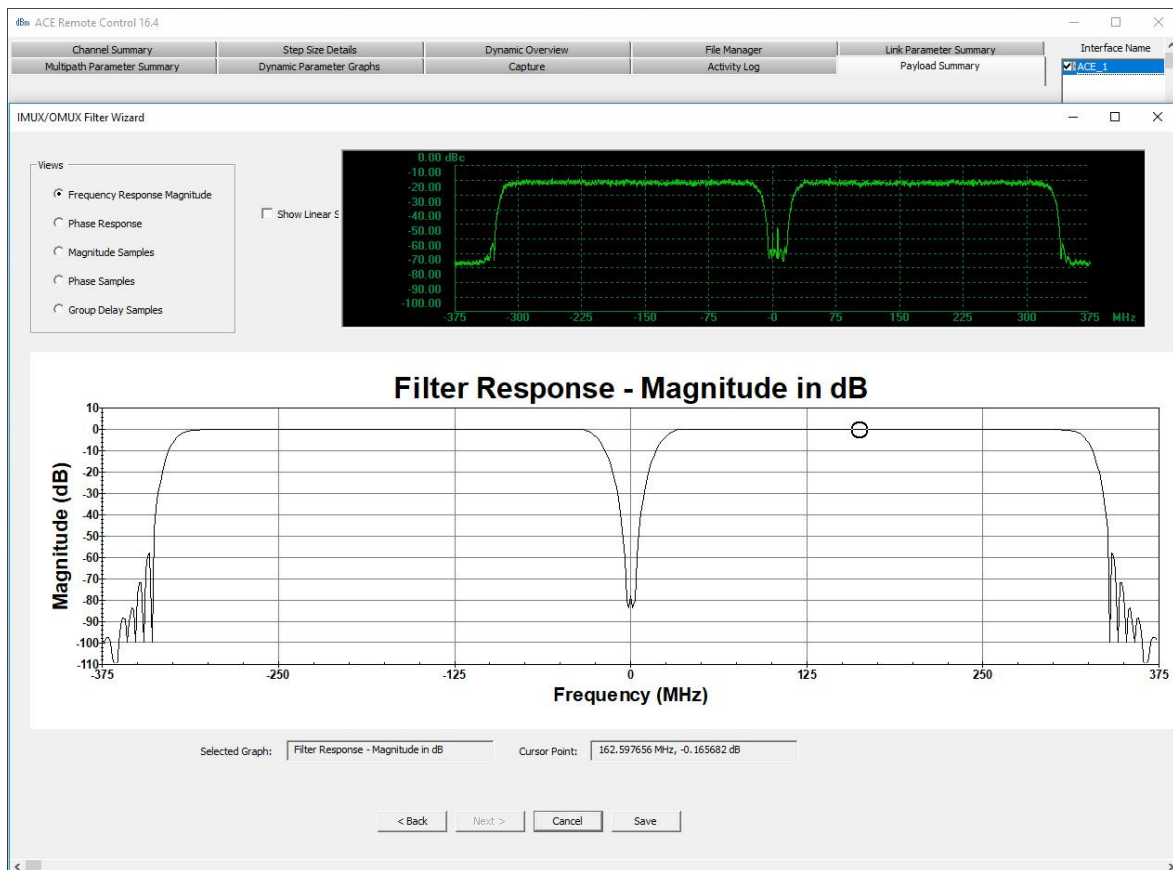 dBm ACE Remote Control 16.4
Channel Summary Step Size Details Dynamic Overview File Manager Link Parameter Summary
Interface Name
Multipath Parameter Summary Dynamic Parameter Graphs Capture Activity Log Payload Summary
ACE_1
IMUX/OMUX Filter Wizard
Views
Frequency Response Magnitude
Phase Response
Magnitude Samples
Phase Samples
Group Delay Samples
Show Linear S
0.00 dBc
-10.00
-20.00
-30.00
-40.00
-50.00
-60.00
-70.00
-80.00
-90.00
-100.00
-375 -300 -225 -150 -75 -0 75 150 225 300 375 MHz
Filter Response - Magnitude in dB
Magnitude (dB)
10
0
-10
-20
-30
-40
-50
-60
-70
-80
-90
-100
-110
-375 -250 -125 0 125 250 375
Frequency (MHz)
Selected Graph: Filter Response - Magnitude in dB Cursor Point: 162.597656 MHz, -0.165682 dB
< Back Next > Cancel Save